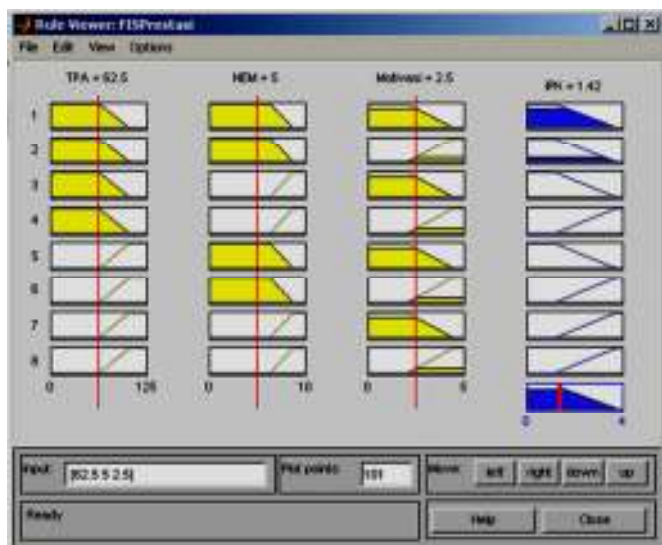 Rule Viewer: FISPrestasi
File Edit View Options
TPA = 62.5 NEM = 5 Motivasi = 2.5 IPK = 1.42
1
2
3
4
5
6
7
8
0 125 0 10 0 5
0 4
Input: [62.5 5 2.5] Plot points: 101 Move: left right down up
Ready Help Close